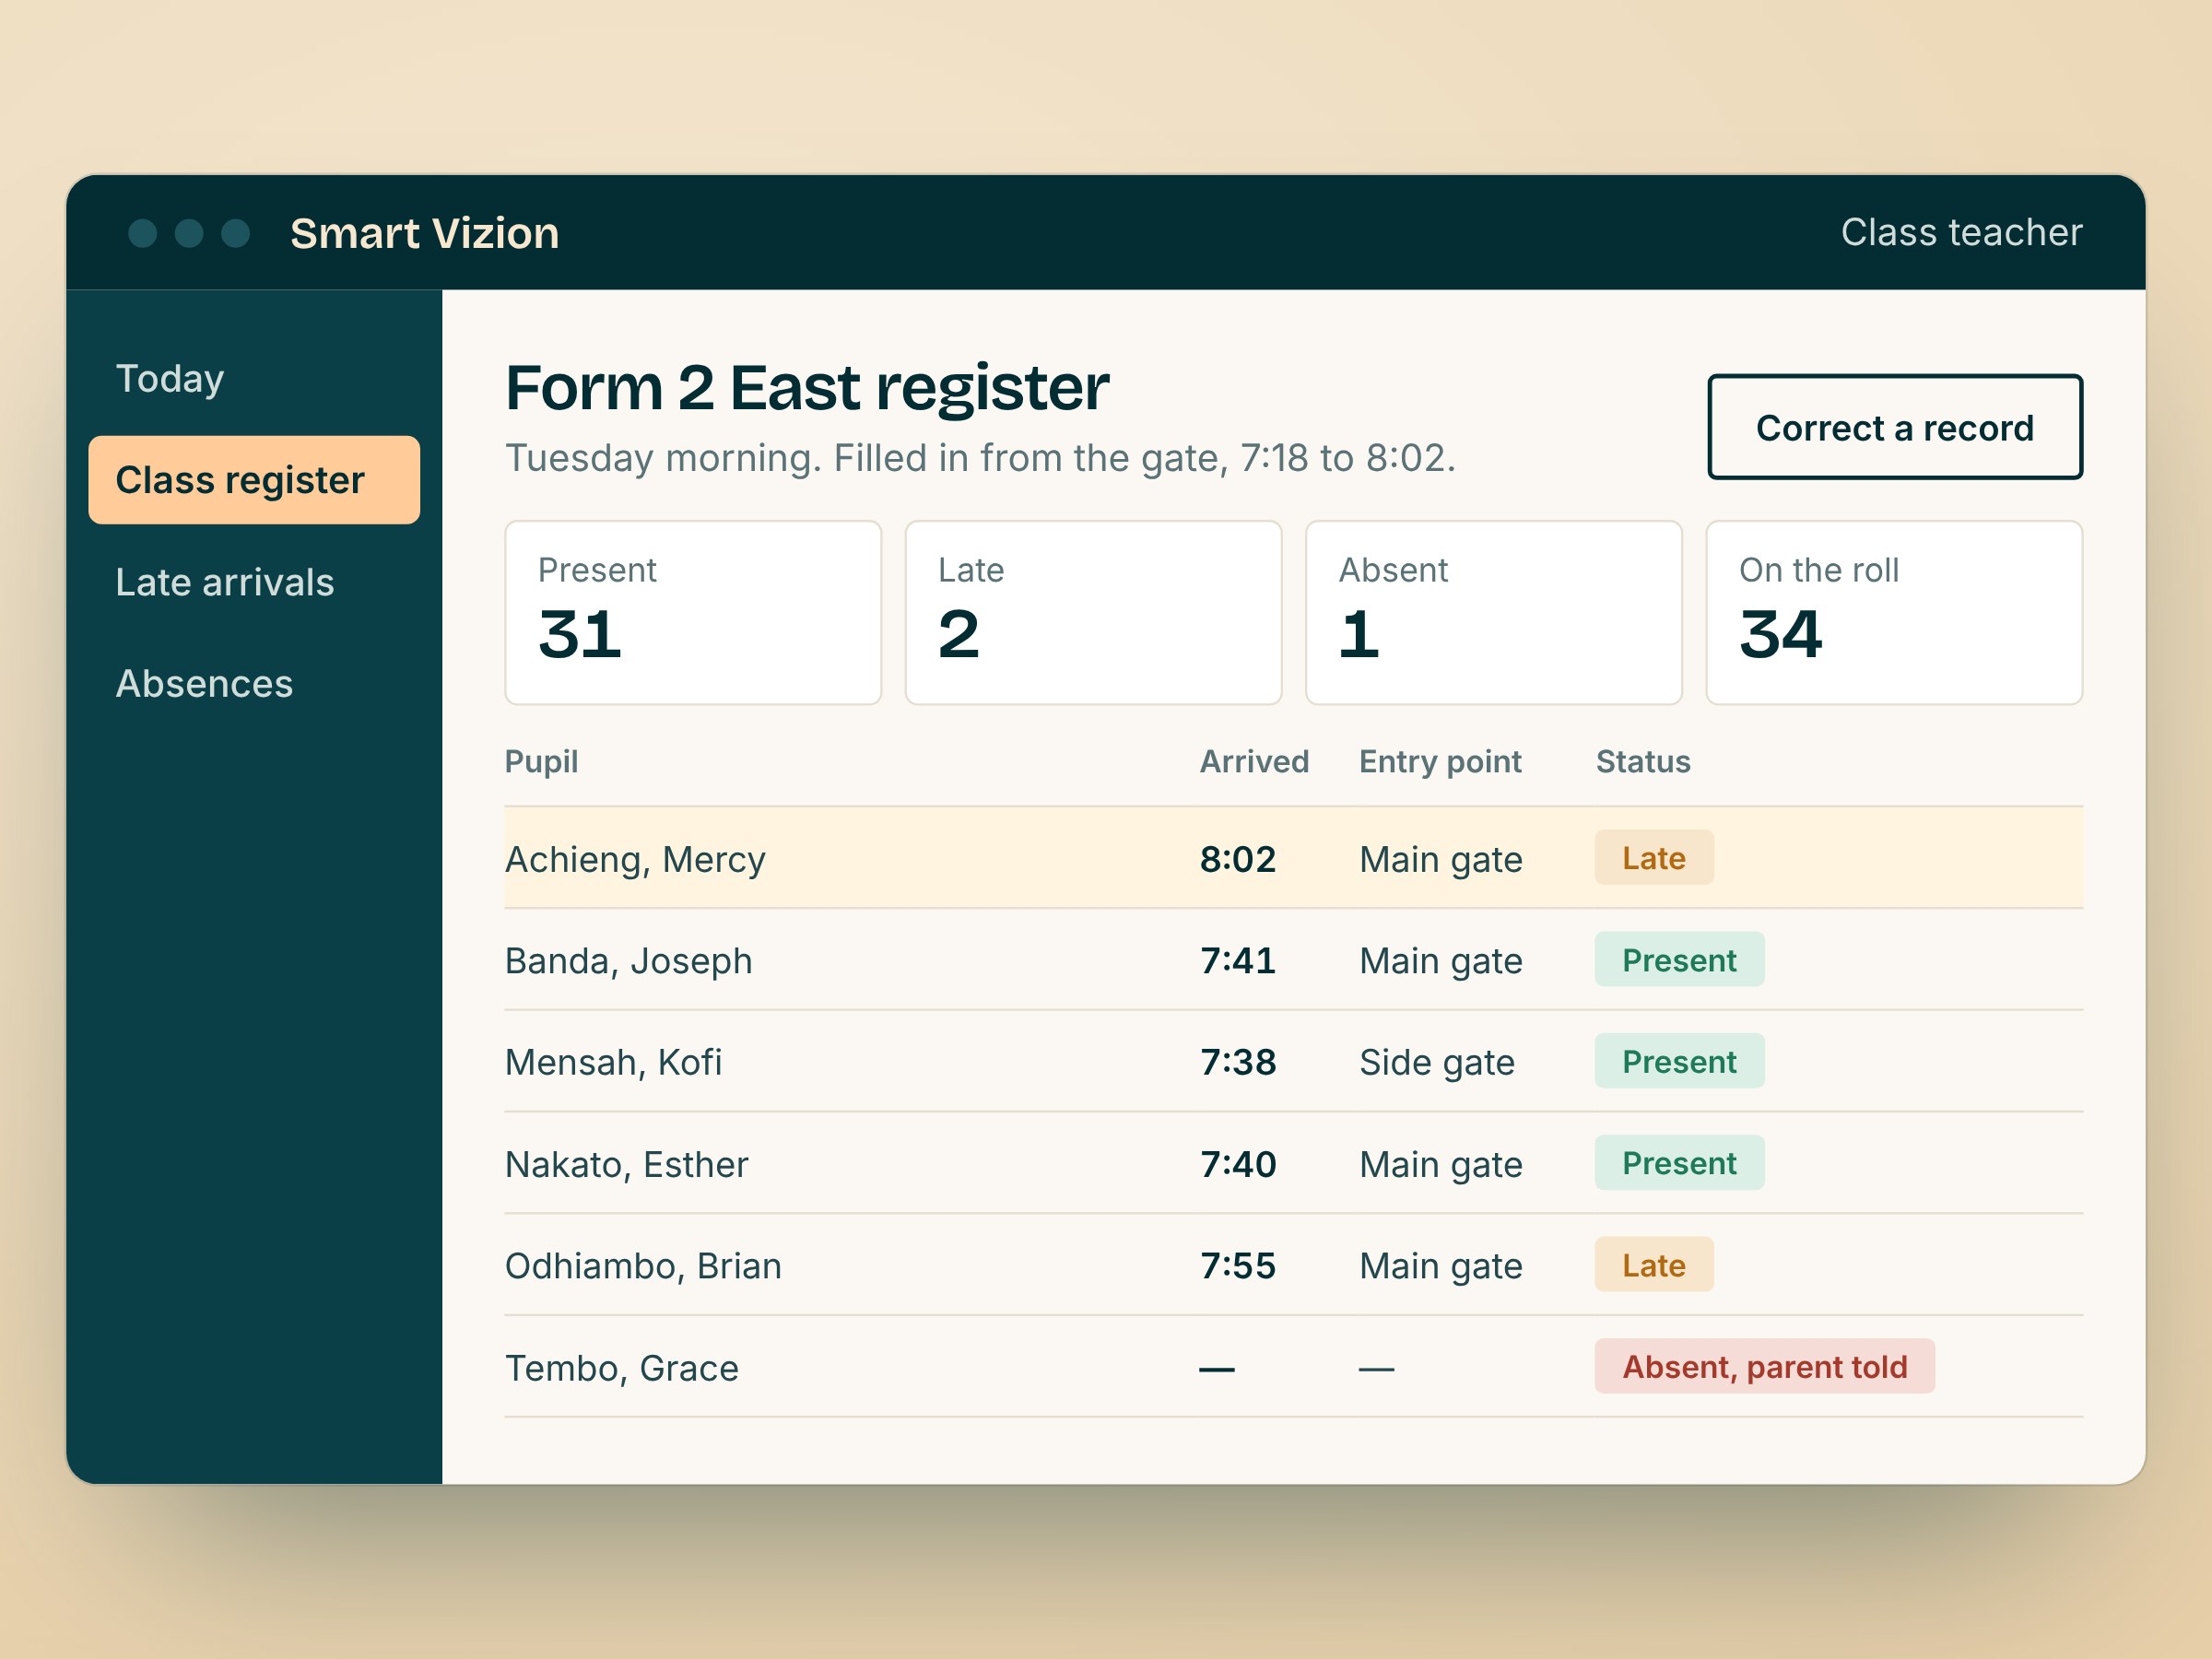 Smart Vizion
Class teacher
Today
Class register
Late arrivals
Absences
Form 2 East register
Tuesday morning. Filled in from the gate, 7:18 to 8:02.
Correct a record
Present
31
Late
2
Absent
1
On the roll
34
Pupil Arrived Entry point Status
Achieng, Mercy 8:02 Main gate Late
Banda, Joseph 7:41 Main gate Present
Mensah, Kofi 7:38 Side gate Present
Nakato, Esther 7:40 Main gate Present
Odhiambo, Brian 7:55 Main gate Late
Tembo, Grace — — Absent, parent told